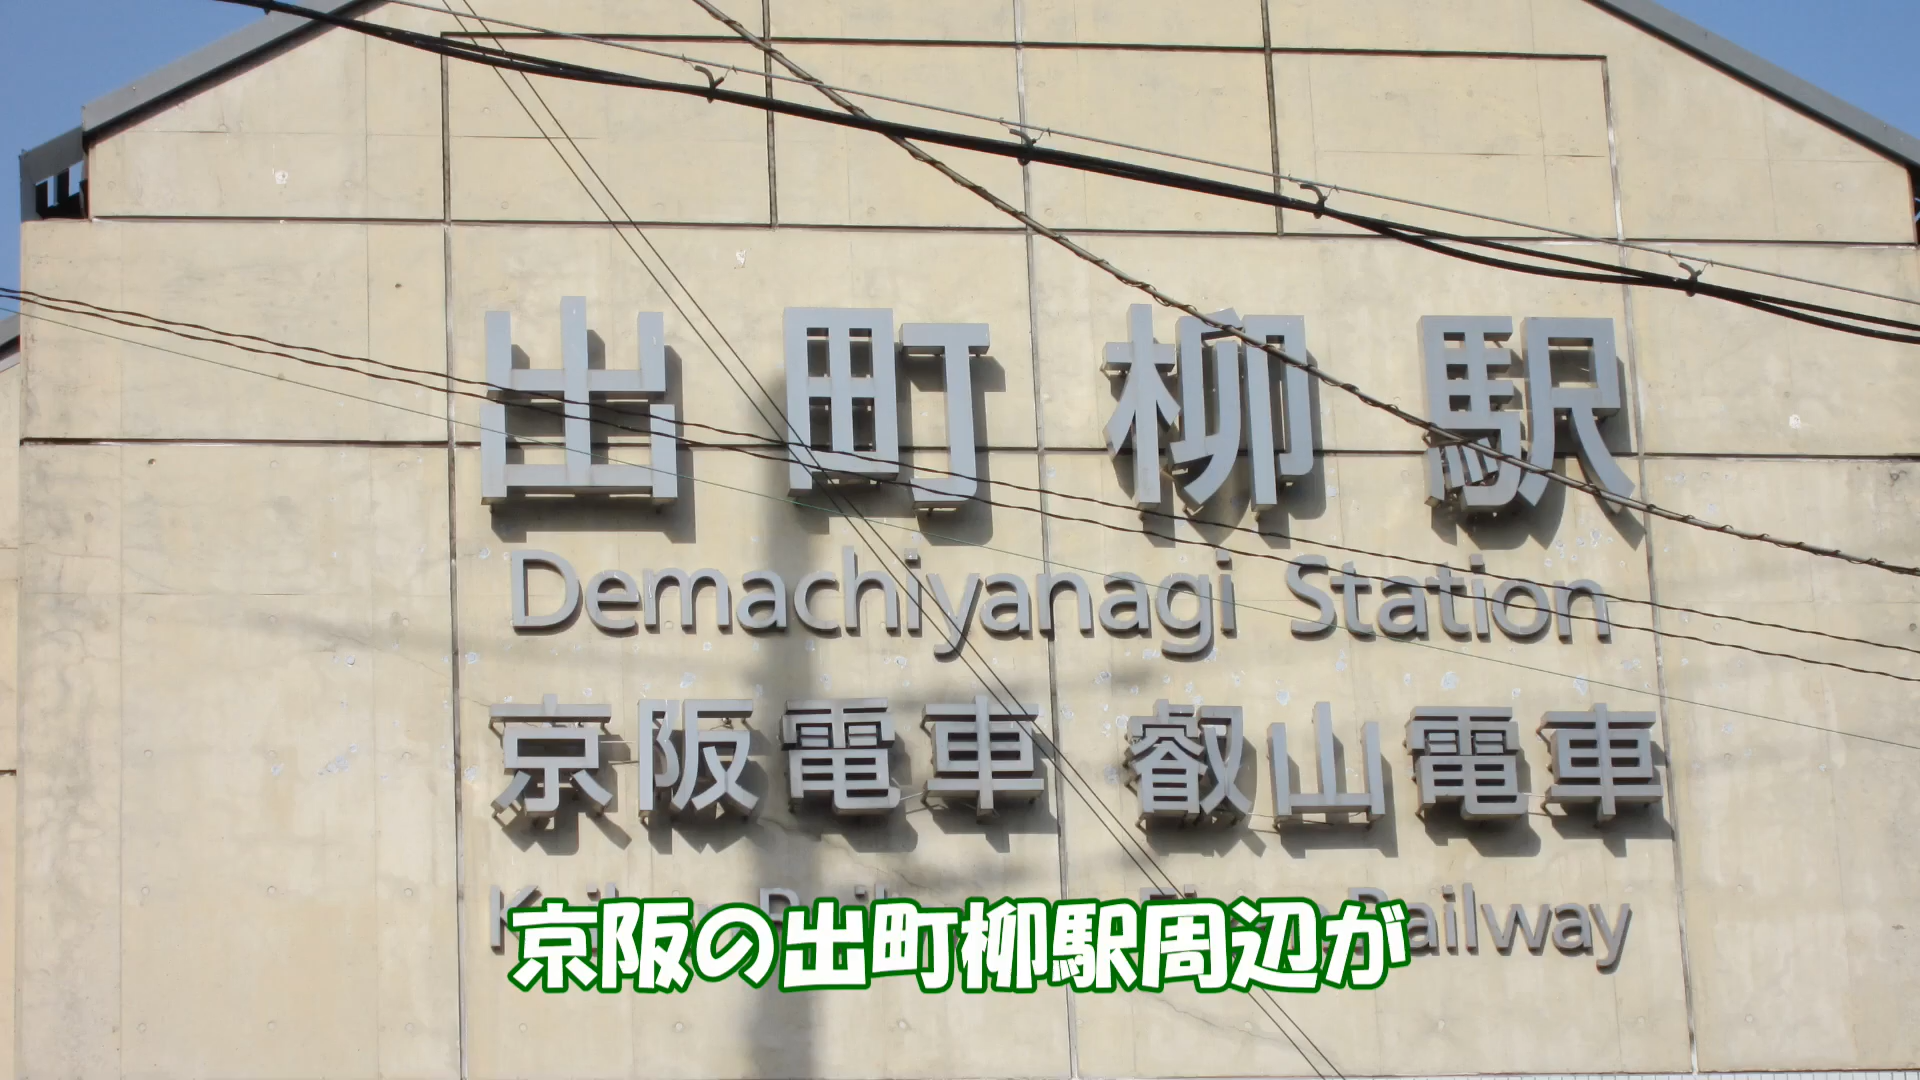 出町柳駅
Demachiyanagi Station
京阪電車 叡山電車
Railway
京阪の出町柳駅周辺が